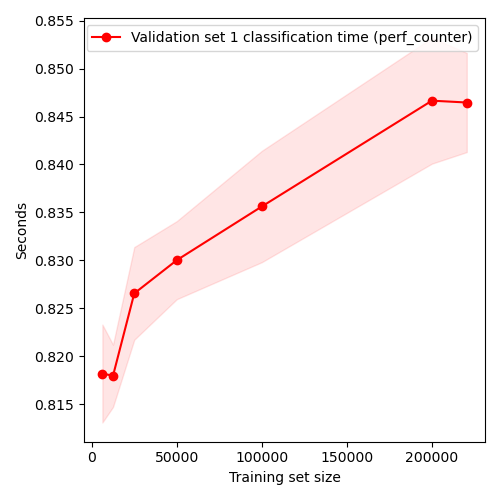 Validation set 1 classification time (perf_counter)
0.855
0.850
0.845
0.840
0.835
0.830
0.825
0.820
0.815
Seconds
0 50000 100000 150000 200000
Training set size